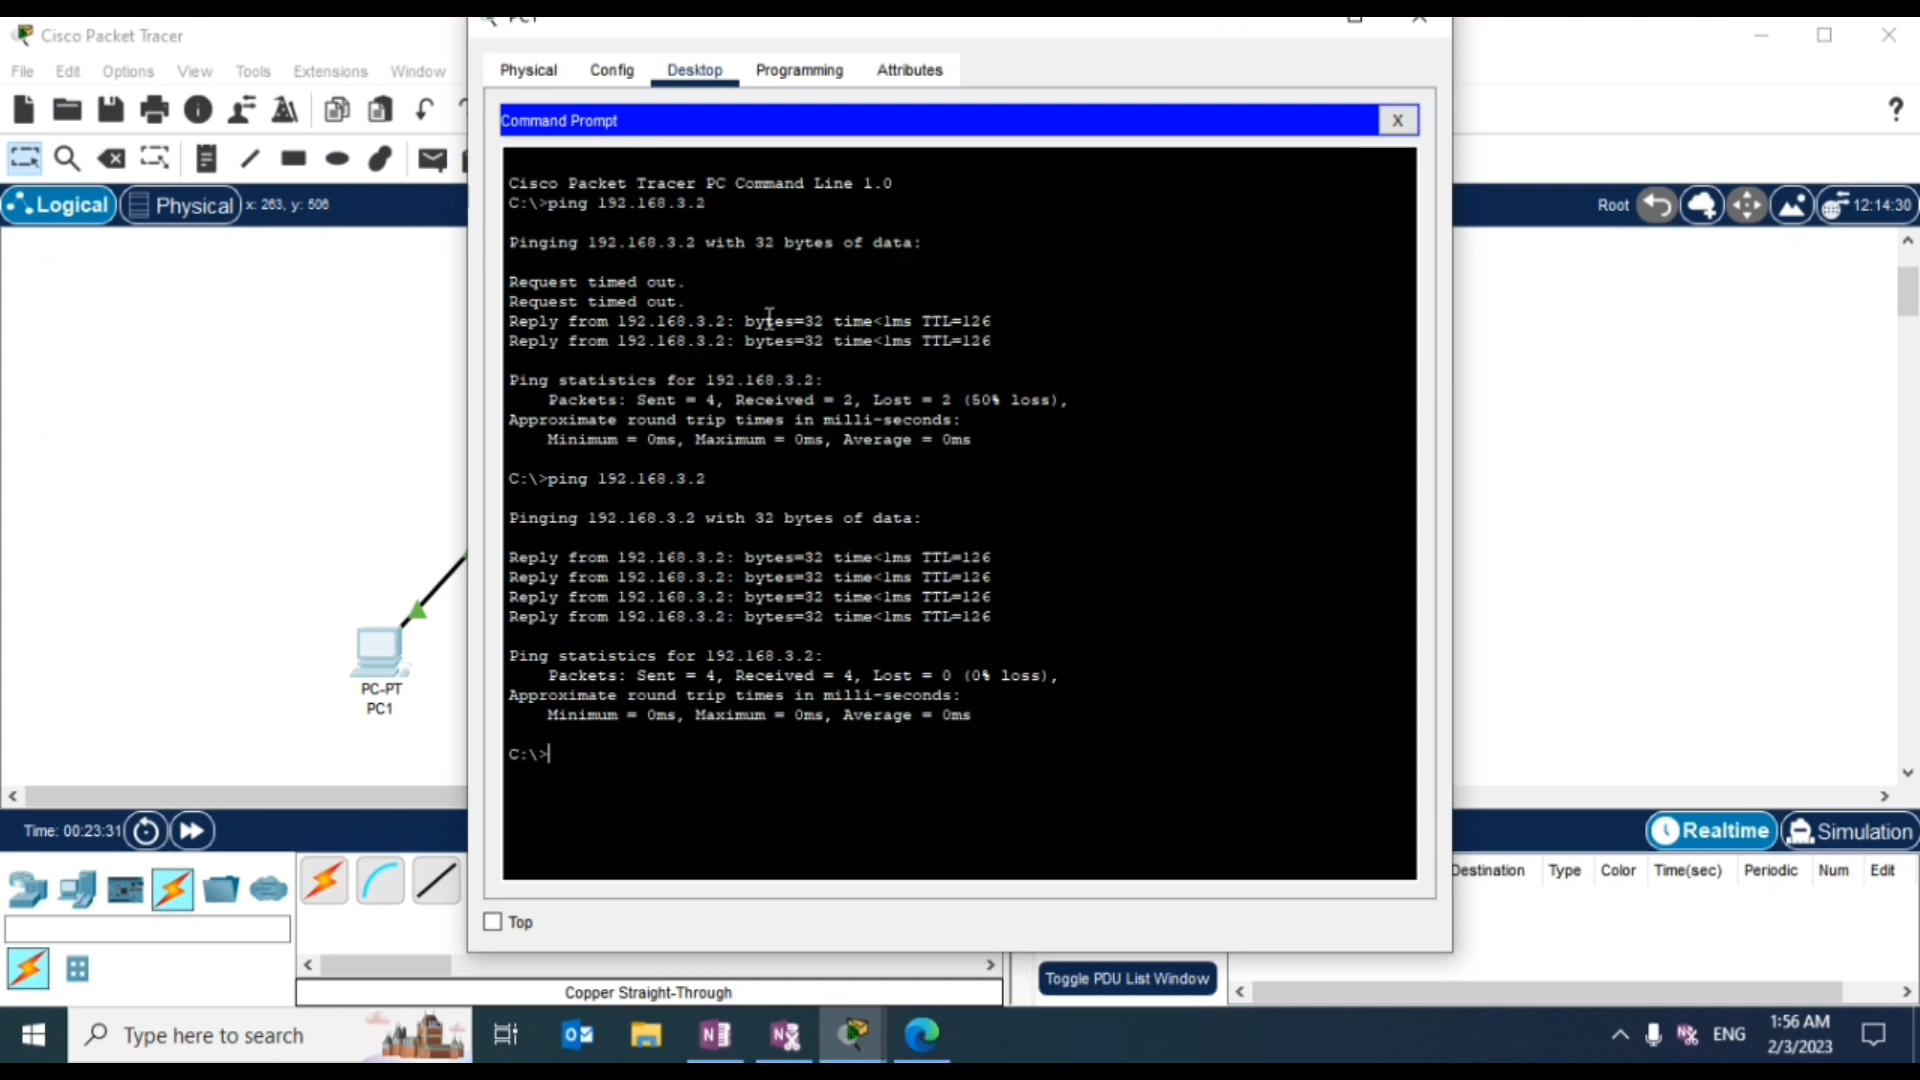 PC1
Cisco Packet Tracer
File Edit Options View Tools Extensions Window
Physical Config Desktop Programming Attributes
?
Command Prompt X
Logical Physical x: 263, y: 506
Root 12:14:30
Cisco Packet Tracer PC Command Line 1.0
C:\>ping 192.168.3.2
Pinging 192.168.3.2 with 32 bytes of data:
Request timed out.
Request timed out.
Reply from 192.168.3.2: bytes=32 time<1ms TTL=126
Reply from 192.168.3.2: bytes=32 time<1ms TTL=126
Ping statistics for 192.168.3.2:
Packets: Sent = 4, Received = 2, Lost = 2 (50% loss),
Approximate round trip times in milli-seconds:
Minimum = 0ms, Maximum = 0ms, Average = 0ms
C:\>ping 192.168.3.2
Pinging 192.168.3.2 with 32 bytes of data:
Reply from 192.168.3.2: bytes=32 time<1ms TTL=126
Reply from 192.168.3.2: bytes=32 time<1ms TTL=126
Reply from 192.168.3.2: bytes=32 time<1ms TTL=126
Reply from 192.168.3.2: bytes=32 time<1ms TTL=126
Ping statistics for 192.168.3.2:
Packets: Sent = 4, Received = 4, Lost = 0 (0% loss),
Approximate round trip times in milli-seconds:
Minimum = 0ms, Maximum = 0ms, Average = 0ms
C:\>
PC-PT
PC1
Time: 00:23:31
Realtime Simulation
Destination Type Color Time(sec) Periodic Num Edit
Top
Toggle PDU List Window
Copper Straight-Through
Type here to search
ENG
1:56 AM
2/3/2023